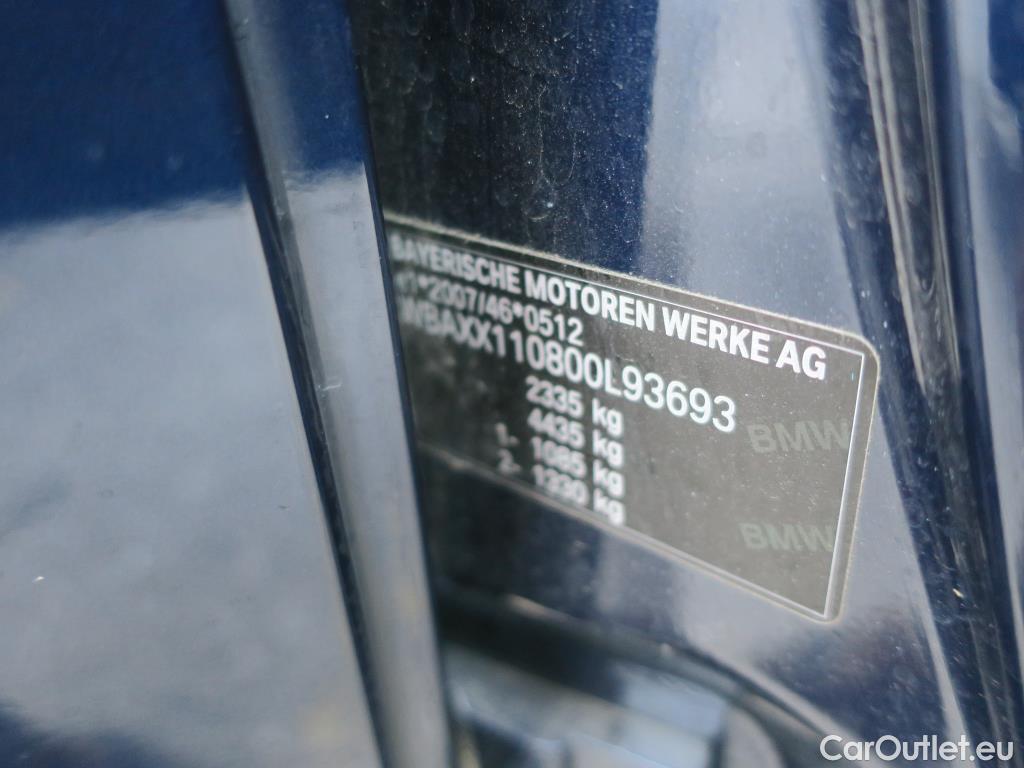 BAYERISCHE MOTOREN WERKE AG
*2007/46*0512
WBAXX110800L93693
2335 kg
4435 kg
1- 1085 kg
2- 1330 kg
BMW
BMW
CarOutlet.eu